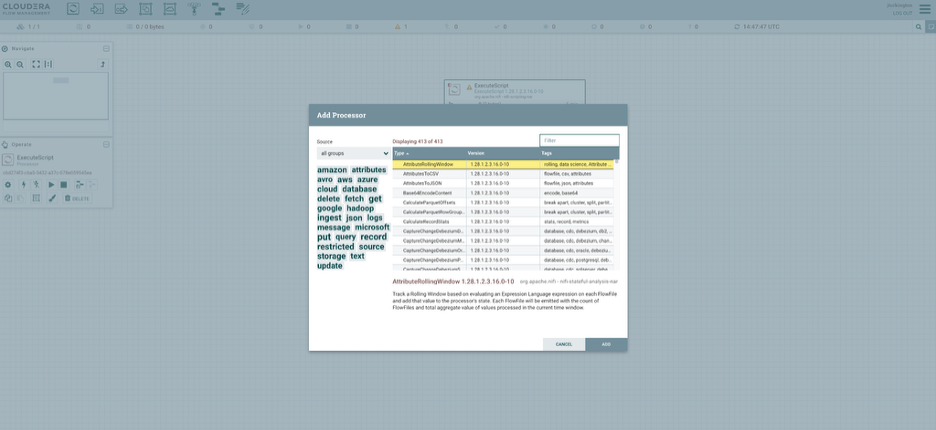 CLOUDERA
FLOW MANAGEMENT
LOG OUT
1 / 1
0
0 / 0 bytes
0
0
0
0
1
0
0
0
0
0
0
14:47:47 UTC
Navigate
Operate
ExecuteScript
Processor
DELETE
ExecuteScript
Add Processor
Source
all groups
Displaying 413 of 413
Filter
amazon attributes
avro aws azure
cloud database
delete fetch get
google hadoop
ingest json logs
message microsoft
put query record
restricted source
storage text
update
Type Version Tags
AttributeRollingWindow 1.28.1.2.3.16.0-10 rolling, data science, Attribute ...
AttributesToCSV 1.28.1.2.3.16.0-10 flowfile, csv, attributes
AttributesToJSON 1.28.1.2.3.16.0-10 flowfile, json, attributes
Base64EncodeContent 1.28.1.2.3.16.0-10 encode, base64
CalculateParquetOffsets 1.28.1.2.3.16.0-10 break apart, cluster, split, partit...
CalculateParquetRowGroup... 1.28.1.2.3.16.0-10 break apart, cluster, split, partit...
CalculateRecordStats 1.28.1.2.3.16.0-10 stats, record, metrics
CaptureChangeDebeziumD... 1.28.1.2.3.16.0-10 database, cdc, debezium, db2, ...
CaptureChangeDebeziumM... 1.28.1.2.3.16.0-10 database, cdc, debezium, chan...
CaptureChangeDebeziumO... 1.28.1.2.3.16.0-10 database, cdc, oracle, debeziu...
CaptureChangeDebeziumP... 1.28.1.2.3.16.0-10 database, cdc, postgresql, deb...
CaptureChangeDebeziumS... 1.28.1.2.3.16.0-10 database, cdc, sqlserver, debe...
AttributeRollingWindow 1.28.1.2.3.16.0-10 org.apache.nifi - nifi-stateful-analysis-nar
Track a Rolling Window based on evaluating an Expression Language expression on each FlowFile
and add that value to the processor's state. Each FlowFile will be emitted with the count of
FlowFiles and total aggregate value of values processed in the current time window.
CANCEL
ADD